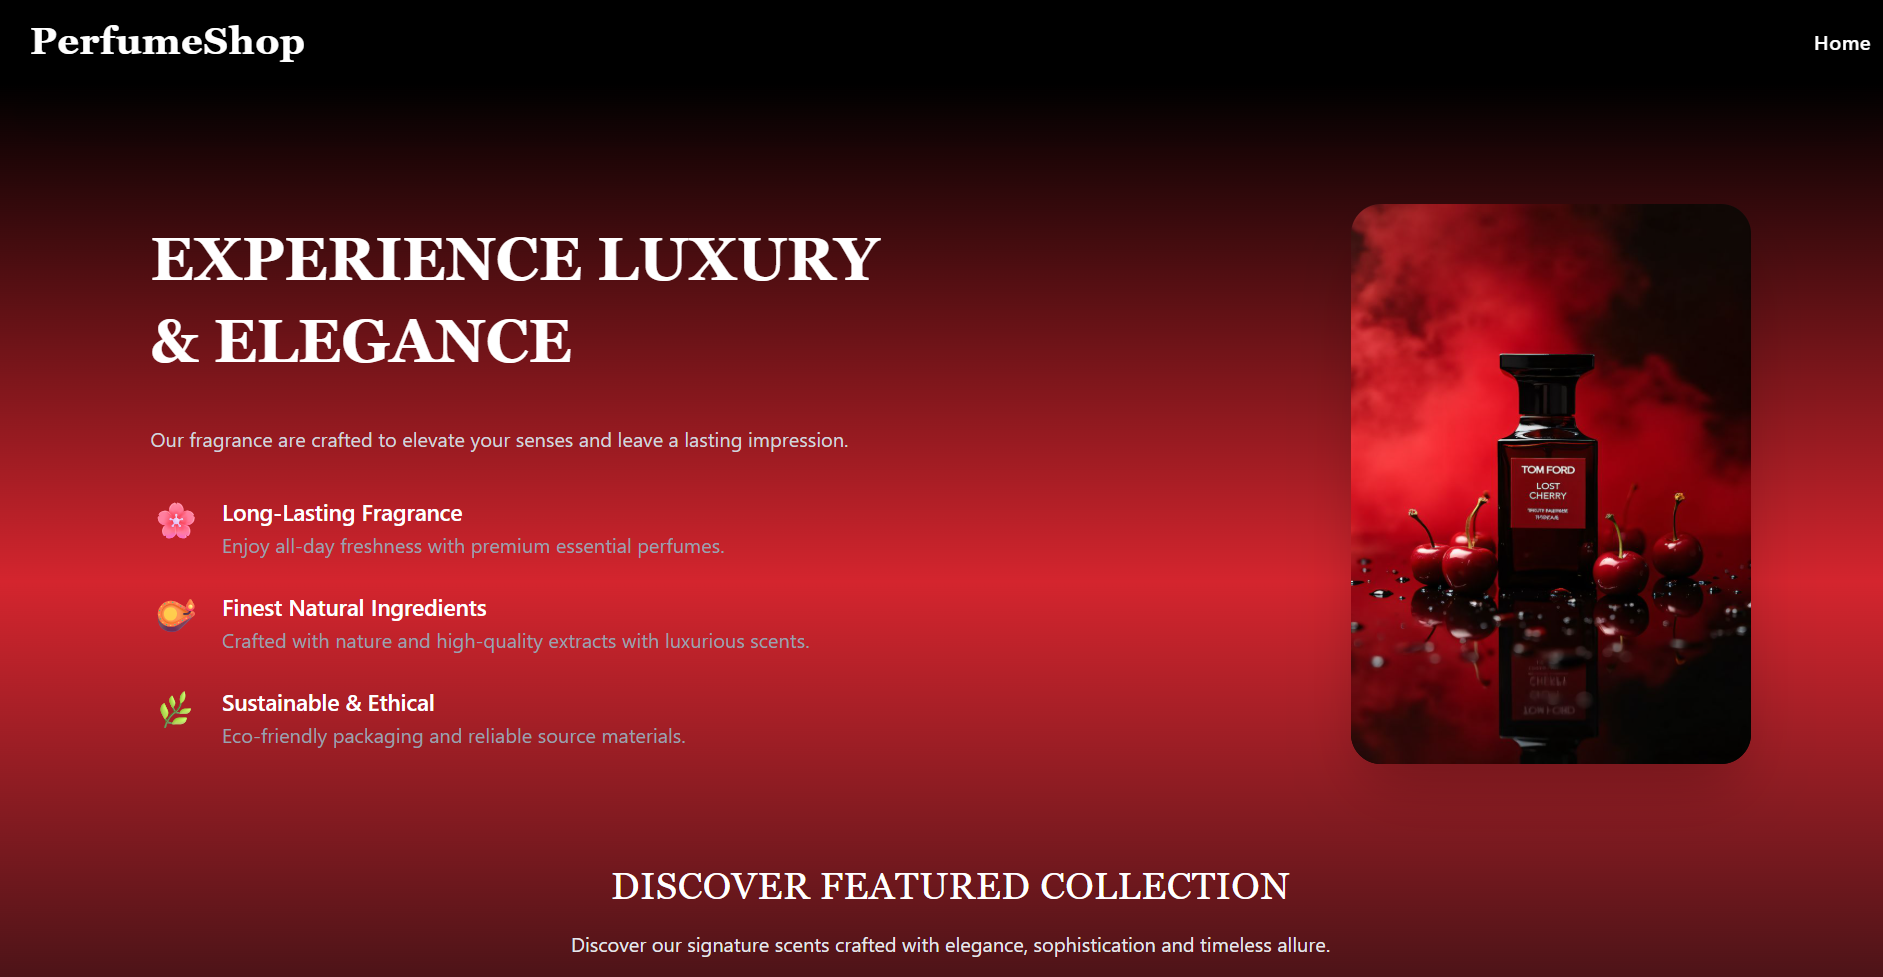 PerfumeShop
Home
EXPERIENCE LUXURY
& ELEGANCE
Our fragrance are crafted to elevate your senses and leave a lasting impression.
Long-Lasting Fragrance
Enjoy all-day freshness with premium essential perfumes.
Finest Natural Ingredients
Crafted with nature and high-quality extracts with luxurious scents.
Sustainable & Ethical
Eco-friendly packaging and reliable source materials.
TOM FORD
LOST
CHERRY
DISCOVER FEATURED COLLECTION
Discover our signature scents crafted with elegance, sophistication and timeless allure.